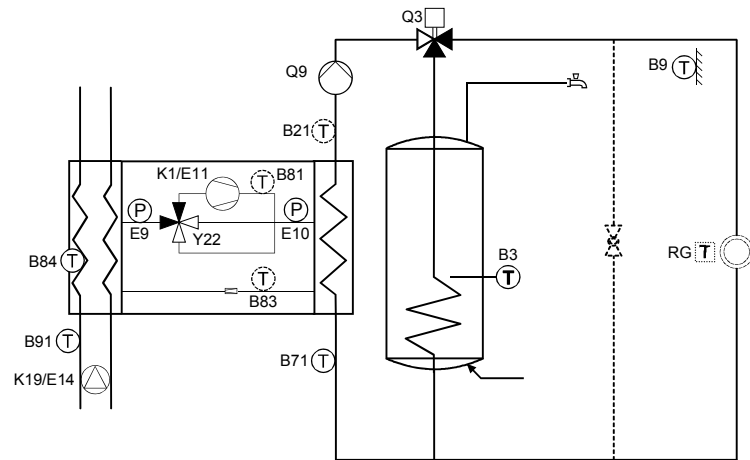 Q3
Q9
B9 T
B21 T
K1/E11
T B81
P
P
E9
Y22
E10
B3
T
B84 T
T
B83
RG T
B91 T
B71 T
K19/E14